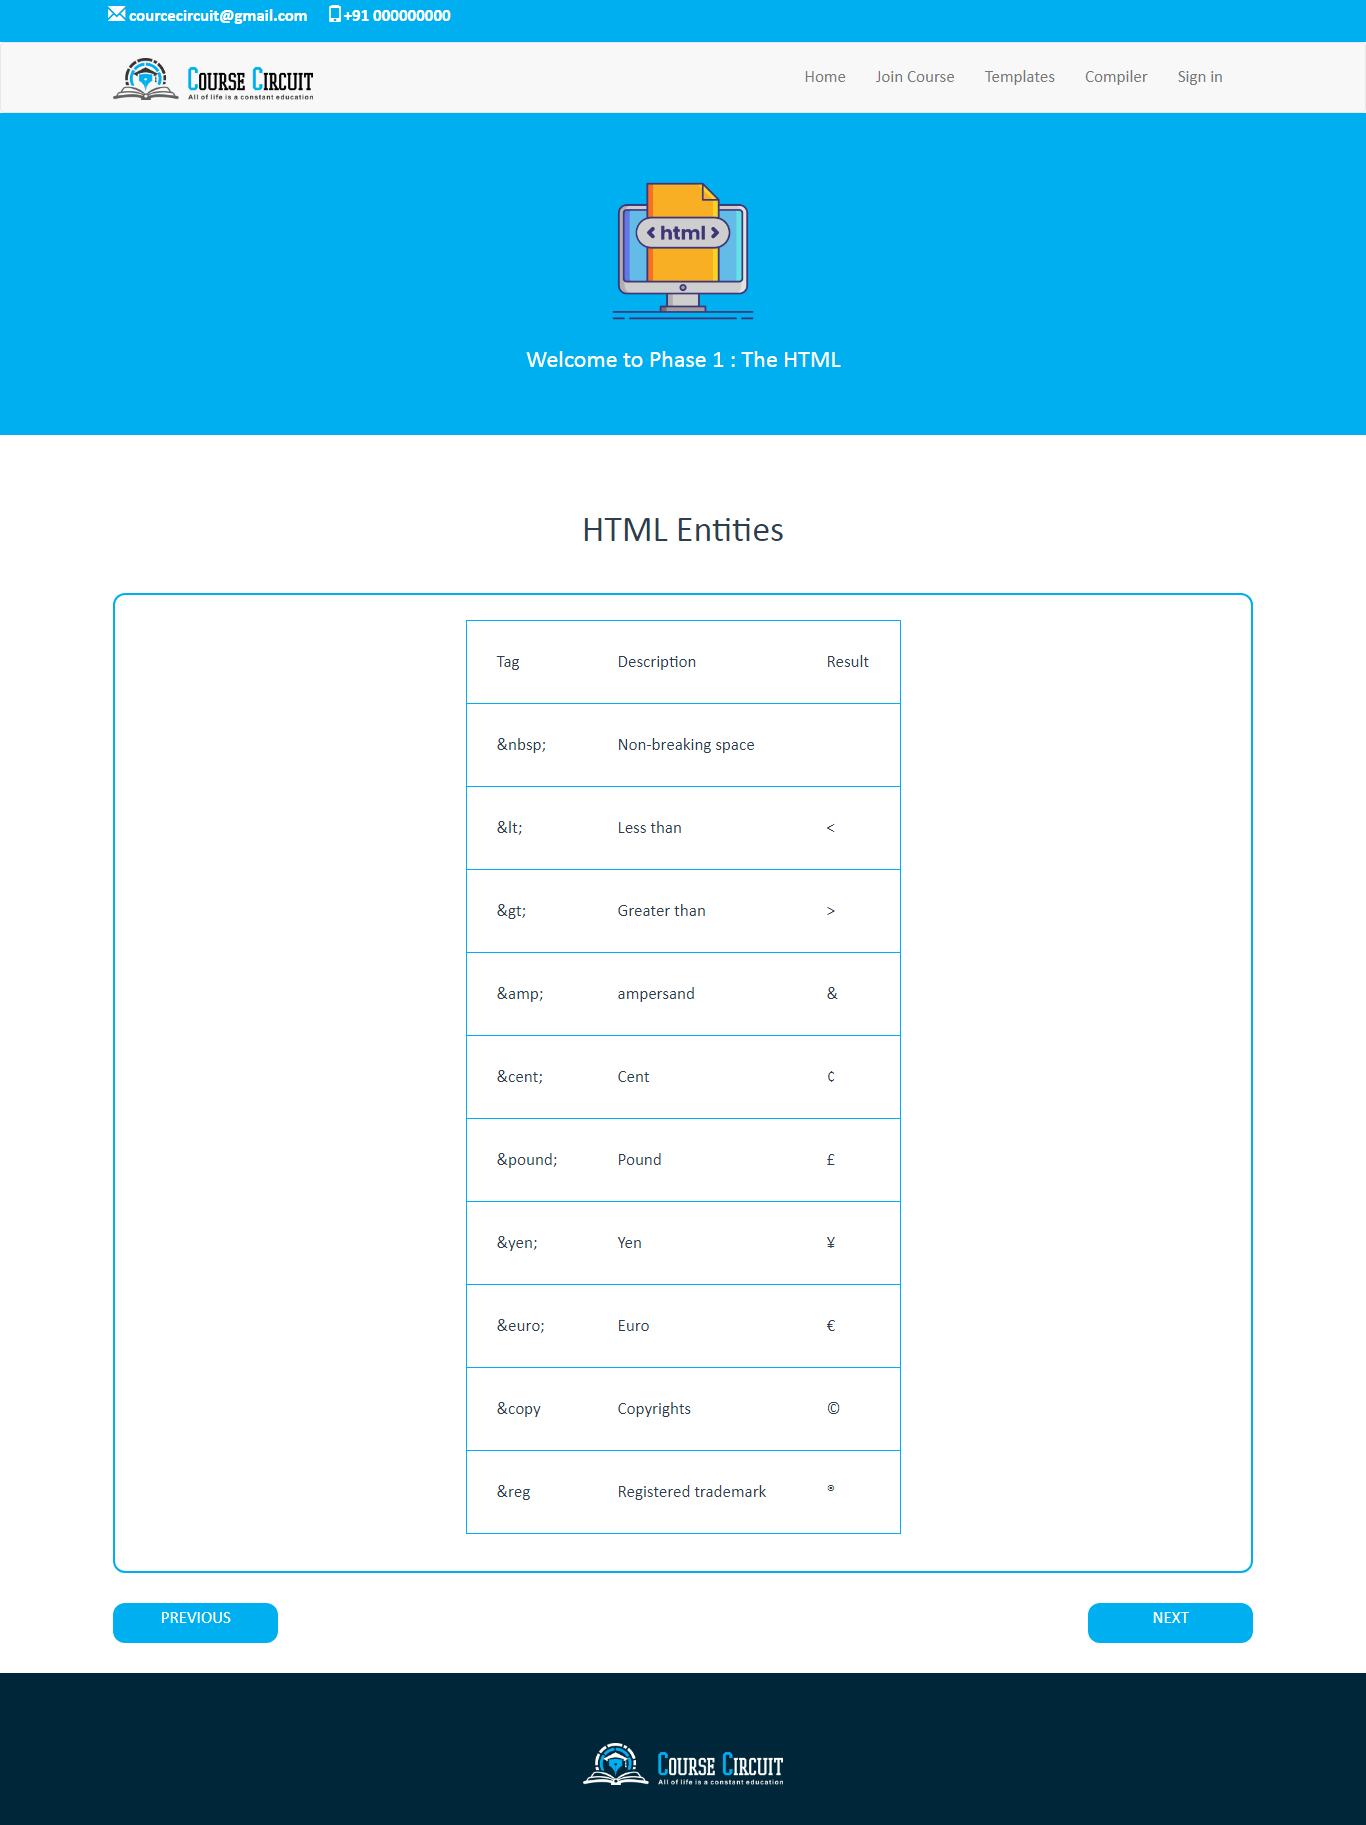 courcecircuit@gmail.com +91 000000000
COURSE CIRCUIT
All of life is a constant education
Home Join Course Templates Compiler Sign in
< html >
Welcome to Phase 1 : The HTML
HTML Entities
Tag Description Result
&nbsp; Non-breaking space
&lt; Less than <
&gt; Greater than >
&amp; ampersand &
&cent; Cent ¢
&pound; Pound £
&yen; Yen ¥
&euro; Euro €
&copy Copyrights ©
&reg Registered trademark ®
PREVIOUS NEXT
COURSE CIRCUIT
All of life is a constant education